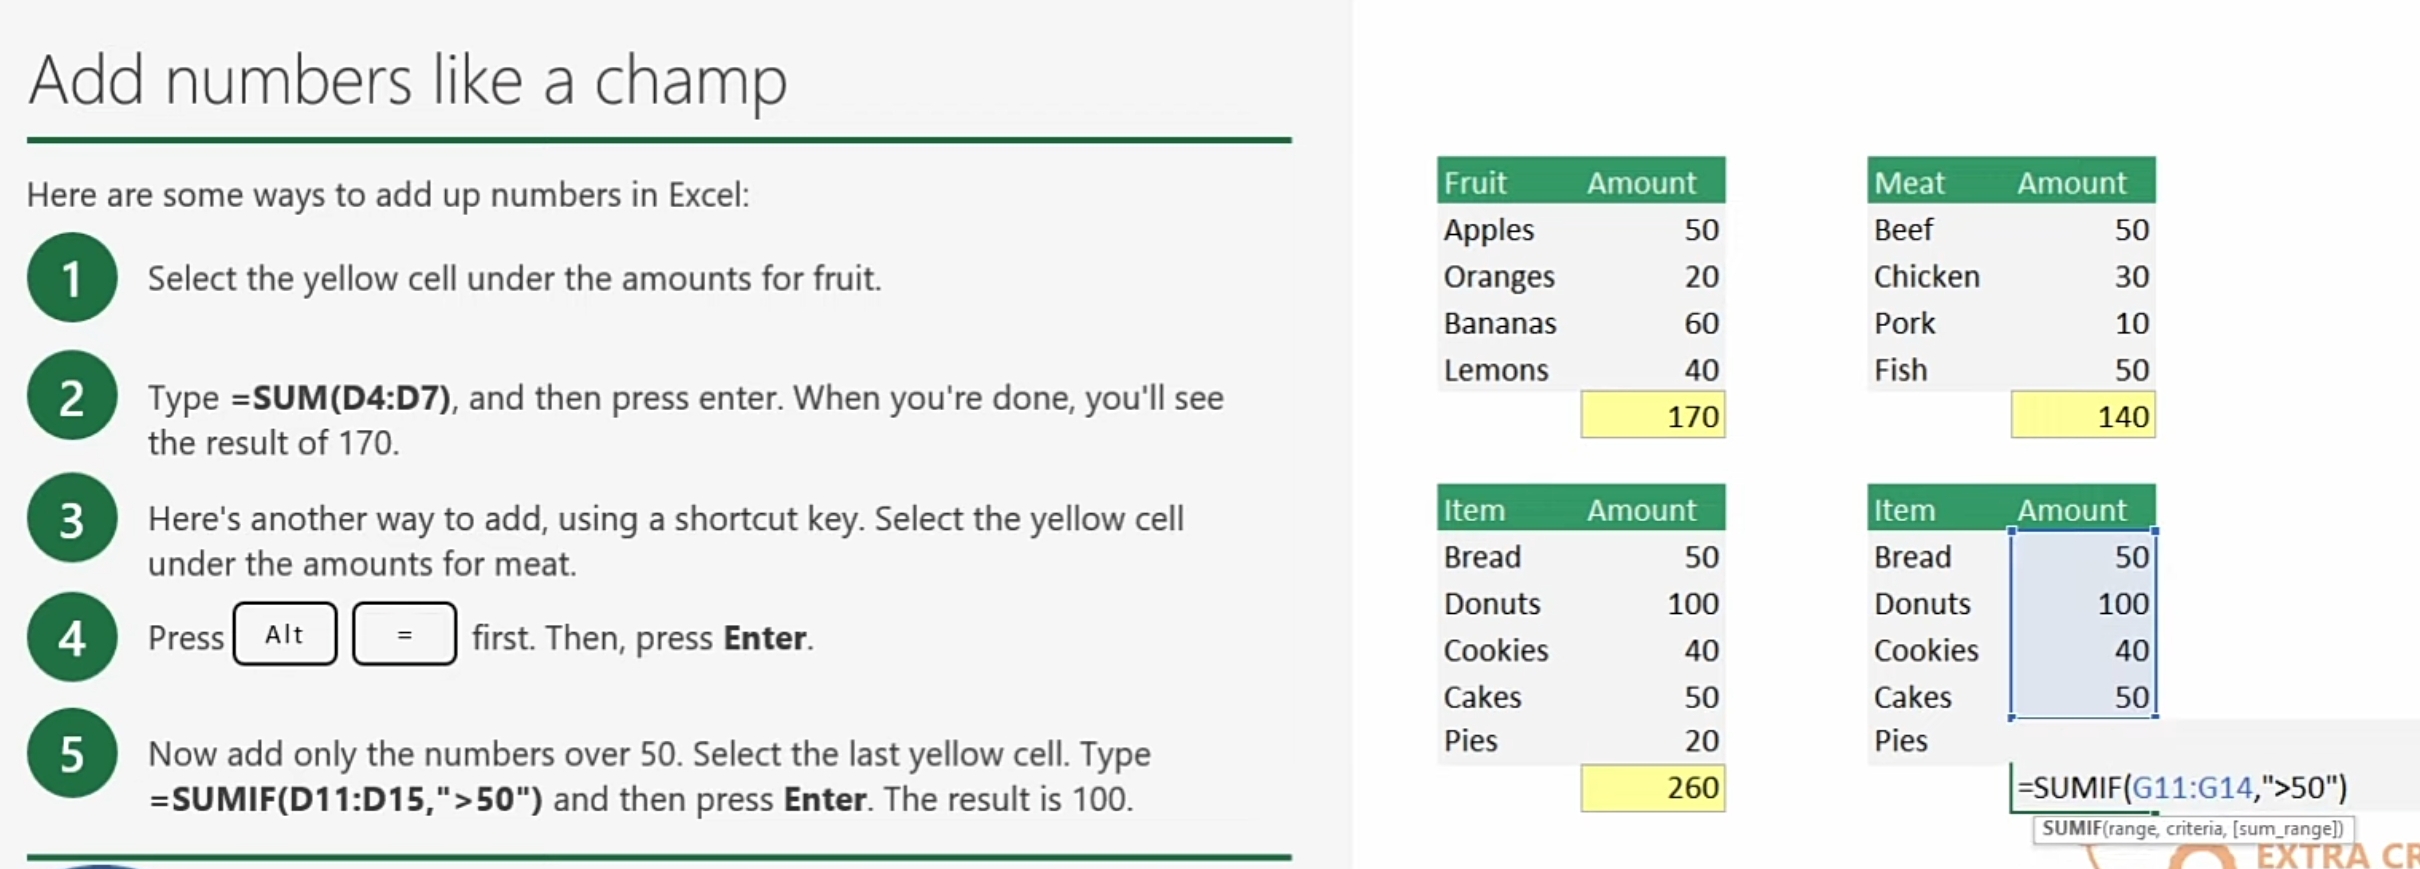 Add numbers like a champ
Here are some ways to add up numbers in Excel:
1 Select the yellow cell under the amounts for fruit.
2 Type =SUM(D4:D7), and then press enter. When you're done, you'll see
the result of 170.
3 Here's another way to add, using a shortcut key. Select the yellow cell
under the amounts for meat.
4 Press Alt = first. Then, press Enter.
5 Now add only the numbers over 50. Select the last yellow cell. Type
=SUMIF(D11:D15,">50") and then press Enter. The result is 100.
Fruit Amount
Apples 50
Oranges 20
Bananas 60
Lemons 40
170
Meat Amount
Beef 50
Chicken 30
Pork 10
Fish 50
140
Item Amount
Bread 50
Donuts 100
Cookies 40
Cakes 50
Pies 20
260
Item Amount
Bread 50
Donuts 100
Cookies 40
Cakes 50
Pies
=SUMIF(G11:G14,">50")
SUMIF(range, criteria, [sum_range])
EXTRA